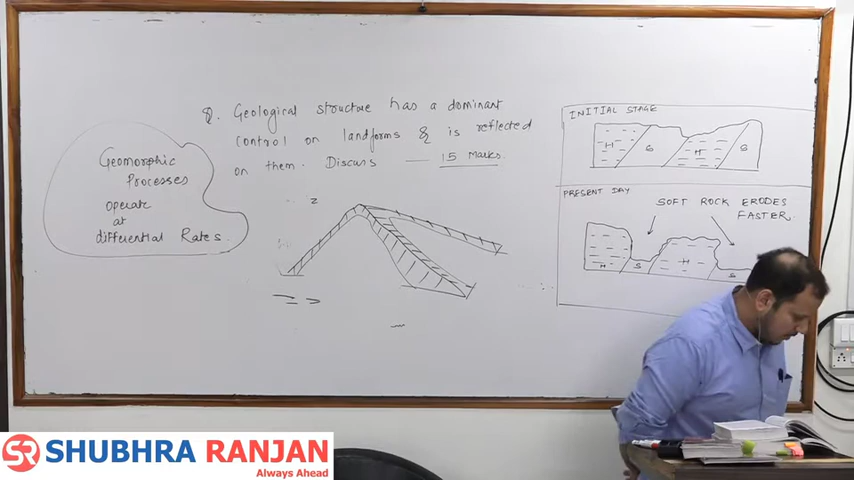 Q. Geological structure has a dominant
control on landforms & is reflected
on them. Discuss — 15 Marks.
Geomorphic
Processes
operate
at
differential Rates.
INITIAL STAGE
H S H S
PRESENT DAY
SOFT ROCK ERODES
FASTER.
H S H S
SR SHUBHRA RANJAN
Always Ahead